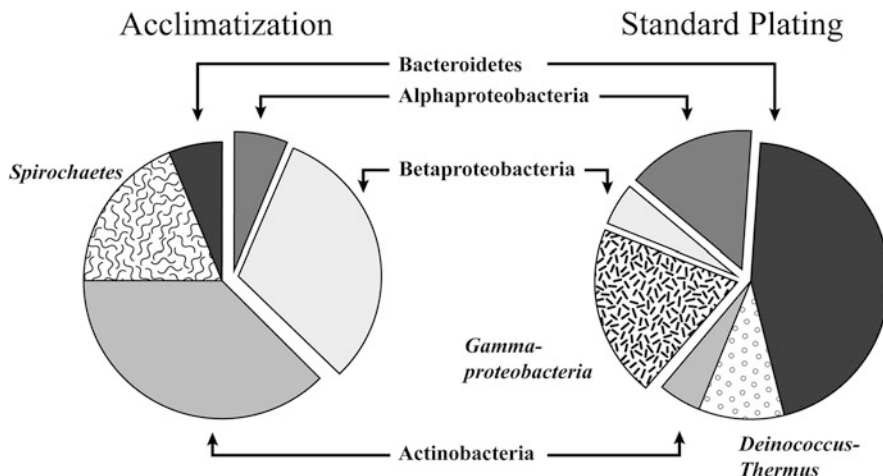 Acclimatization
Standard Plating
Bacteroidetes
Alphaproteobacteria
Spirochaetes
Betaproteobacteria
Gamma-
proteobacteria
Actinobacteria
Deinococcus-
Thermus